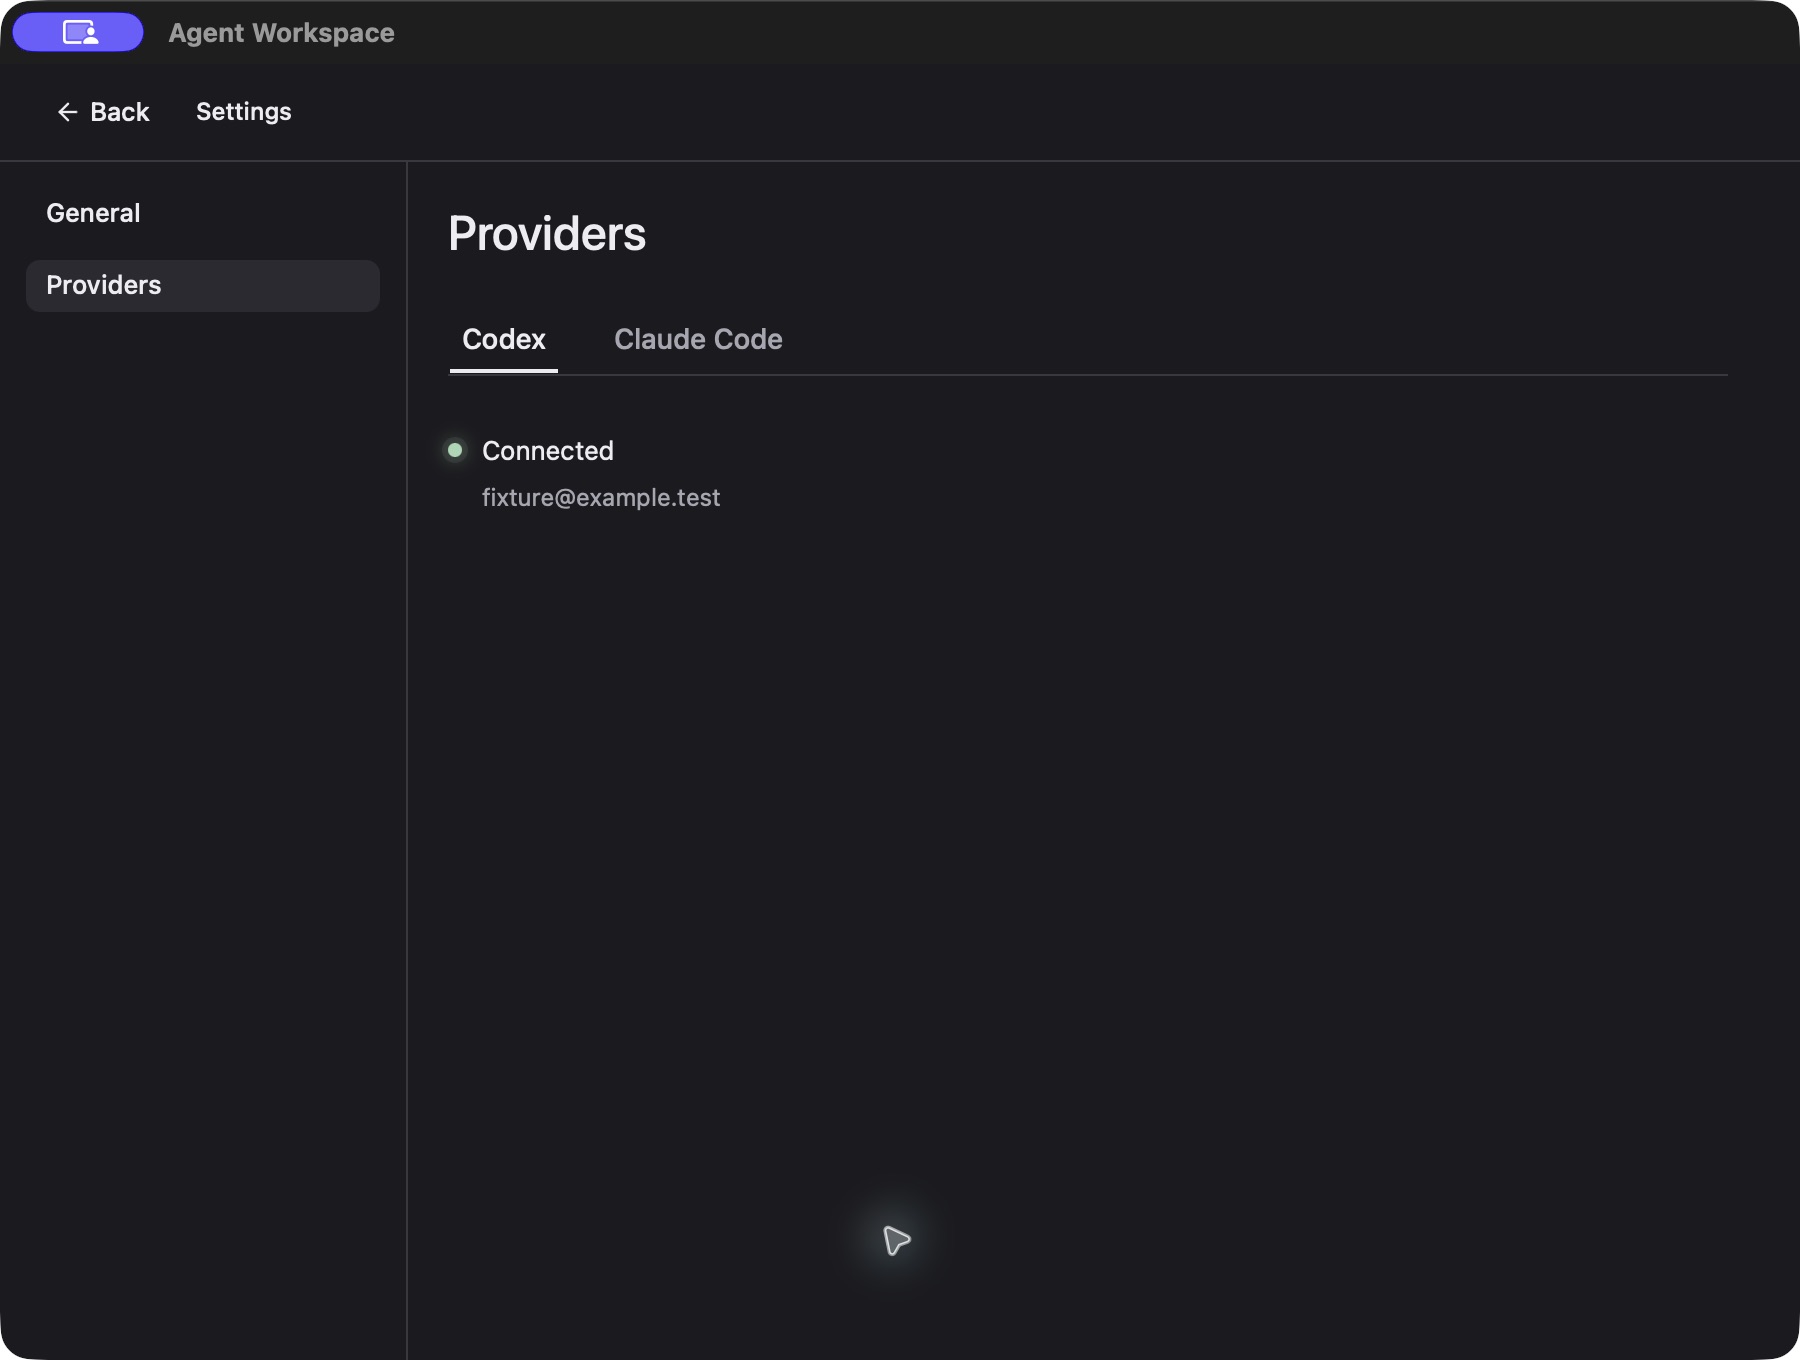 Agent Workspace
Back
Settings
General
Providers
Providers
Codex
Claude Code
Connected
fixture@example.test